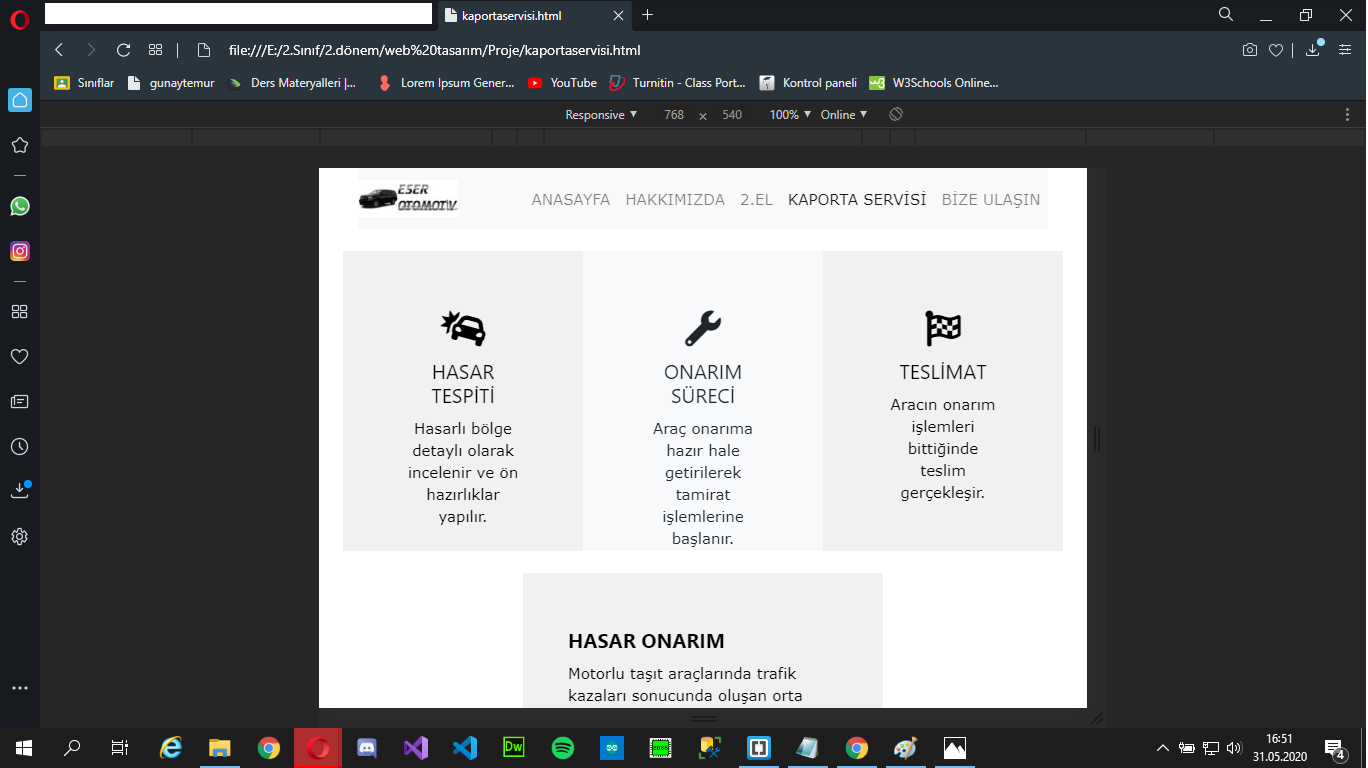 kaportaservisi.html
file:///E:/2.Sınıf/2.dönem/web%20tasarım/Proje/kaportaservisi.html
Sınıflar gunaytemur Ders Materyalleri |... Lorem Ipsum Gener... YouTube Turnitin - Class Port... Kontrol paneli W3Schools Online...
Responsive 768 x 540 100% Online
ESER
OTOMOTİV
ANASAYFA HAKKIMIZDA 2.EL KAPORTA SERVİSİ BİZE ULAŞIN
HASAR
TESPİTİ
Hasarlı bölge
detaylı olarak
incelenir ve ön
hazırlıklar
yapılır.
ONARIM
SÜRECİ
Araç onarıma
hazır hale
getirilerek
tamirat
işlemlerine
başlanır.
TESLİMAT
Aracın onarım
işlemleri
bittiğinde
teslim
gerçekleşir.
HASAR ONARIM
Motorlu taşıt araçlarında trafik
kazaları sonucunda oluşan orta
Dw
16:51
31.05.2020
4